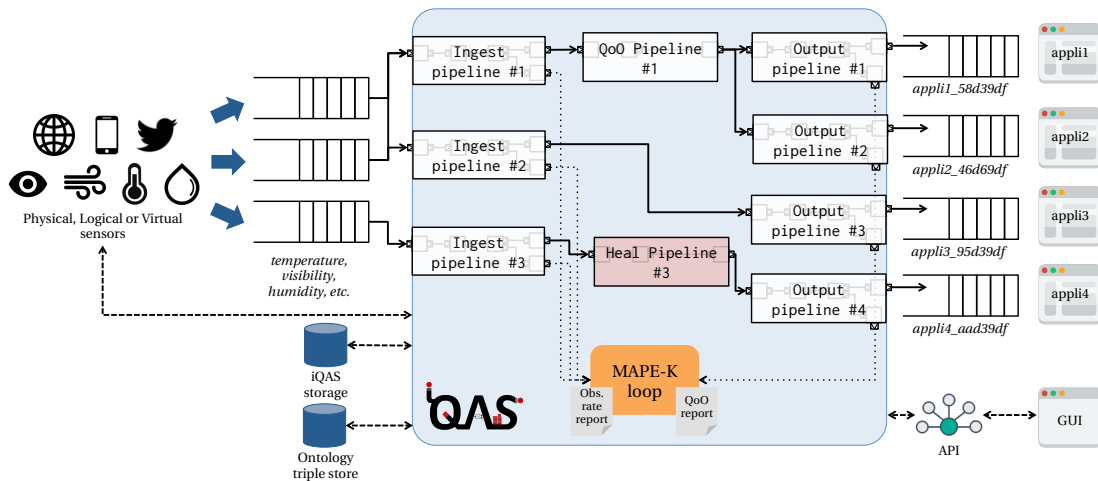 Ingest
pipeline #1
QoO Pipeline
#1
Output
pipeline #1
appli1_58d39df
appli1
Ingest
pipeline #2
Output
pipeline #2
appli2_46d69df
appli2
Physical, Logical or Virtual
sensors
Ingest
pipeline #3
Heal Pipeline
#3
Output
pipeline #3
appli3_95d39df
appli3
temperature,
visibility,
humidity, etc.
Output
pipeline #4
appli4_aad39df
appli4
iQAS
storage
MAPE-K
loop
Obs.
rate
report
QoO
report
iQAS
Ontology
triple store
API
GUI